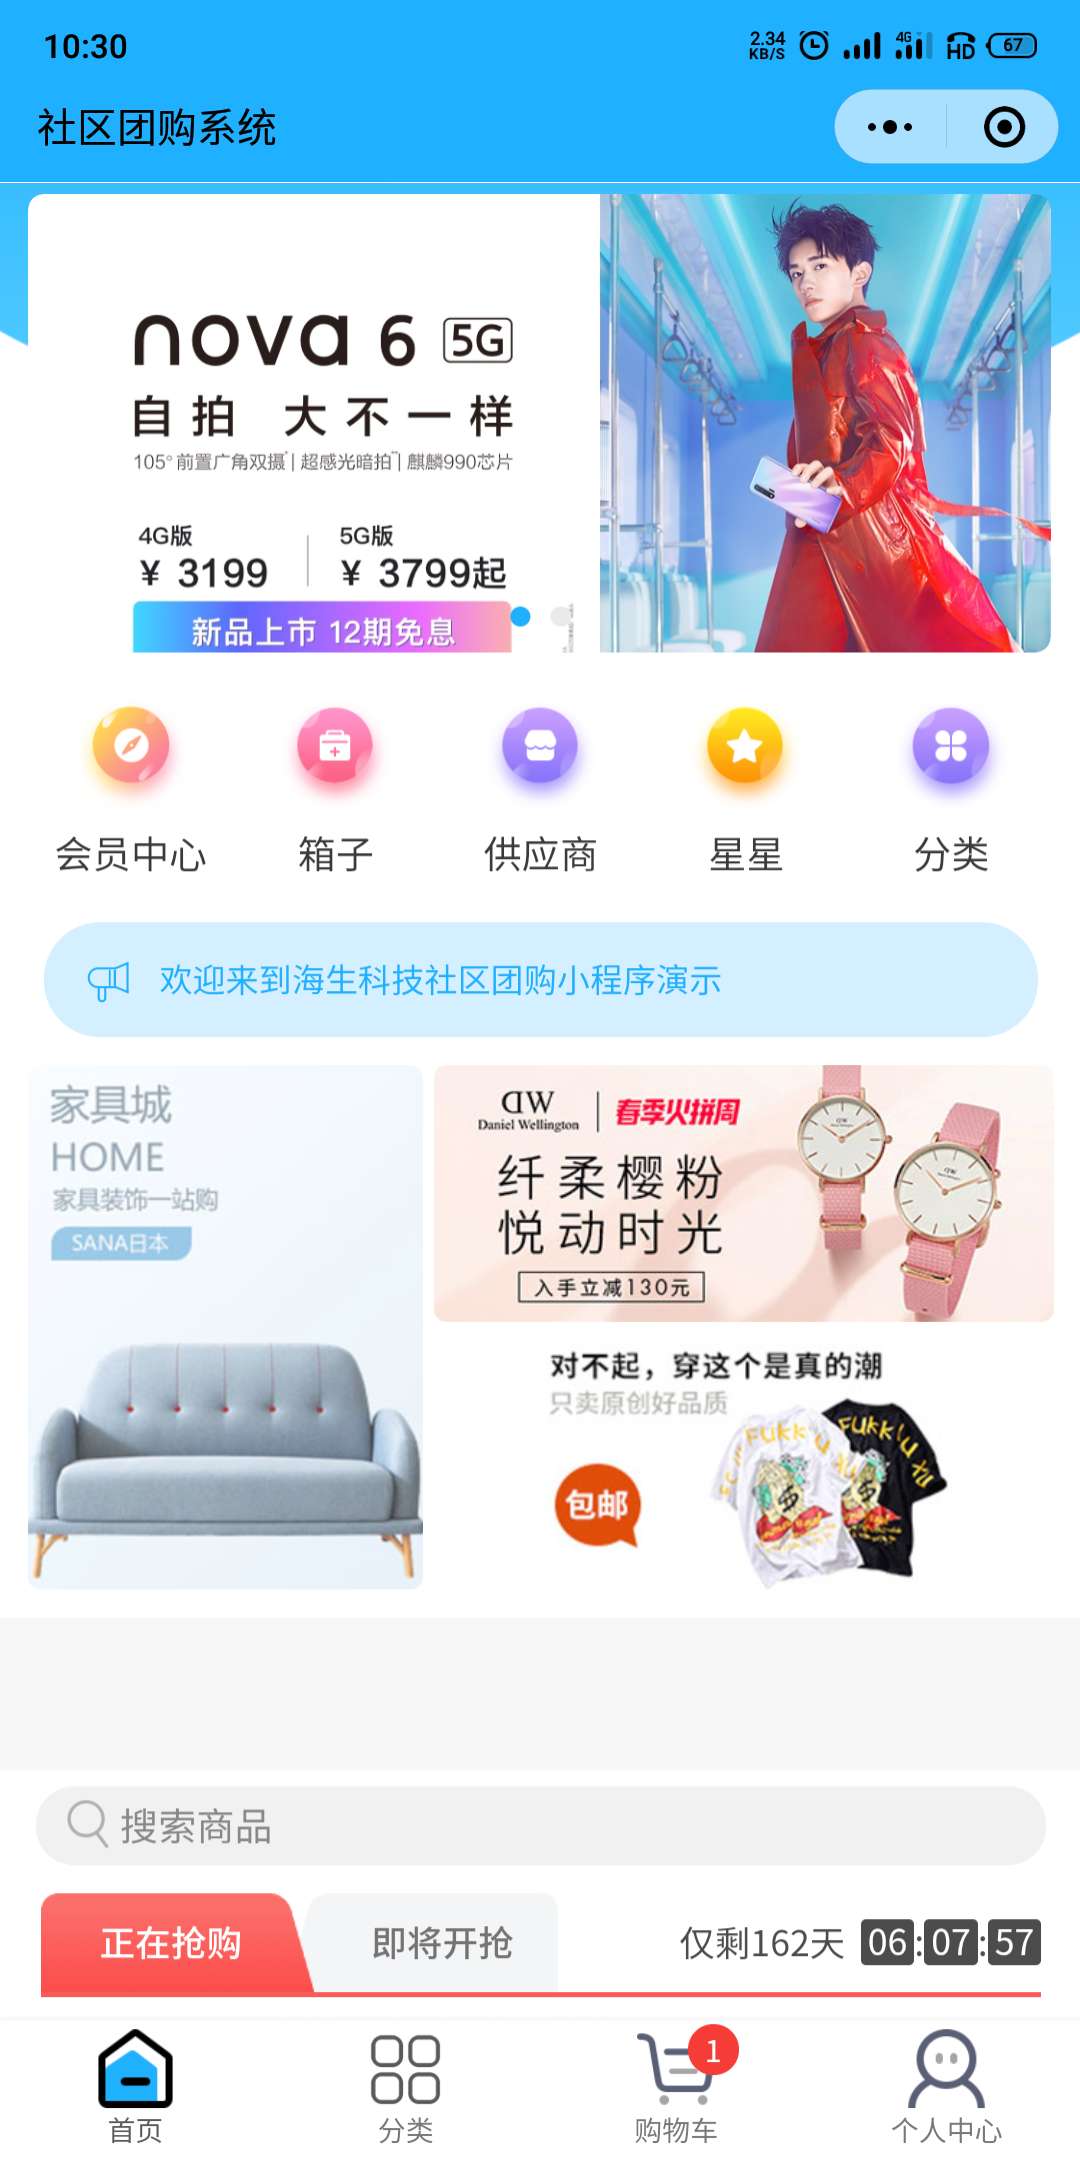 10:30
2.34
KB/S
4G
HD
67
社区团购系统
nova 6 5G
自拍 大不一样
105°前置广角双摄 | 超感光暗拍 | 麒麟990芯片
4G版
¥ 3199
5G版
¥ 3799起
新品上市 12期免息
会员中心
箱子
供应商
星星
分类
欢迎来到海生科技社区团购小程序演示
家具城
HOME
家具装饰一站购
SANA日本
DW
Daniel Wellington
春季火拼周
纤柔樱粉
悦动时光
入手立减130元
对不起，穿这个是真的潮
只卖原创好品质
包邮
搜索商品
正在抢购
即将开抢
仅剩162天 06:07:57
首页
分类
1
购物车
个人中心